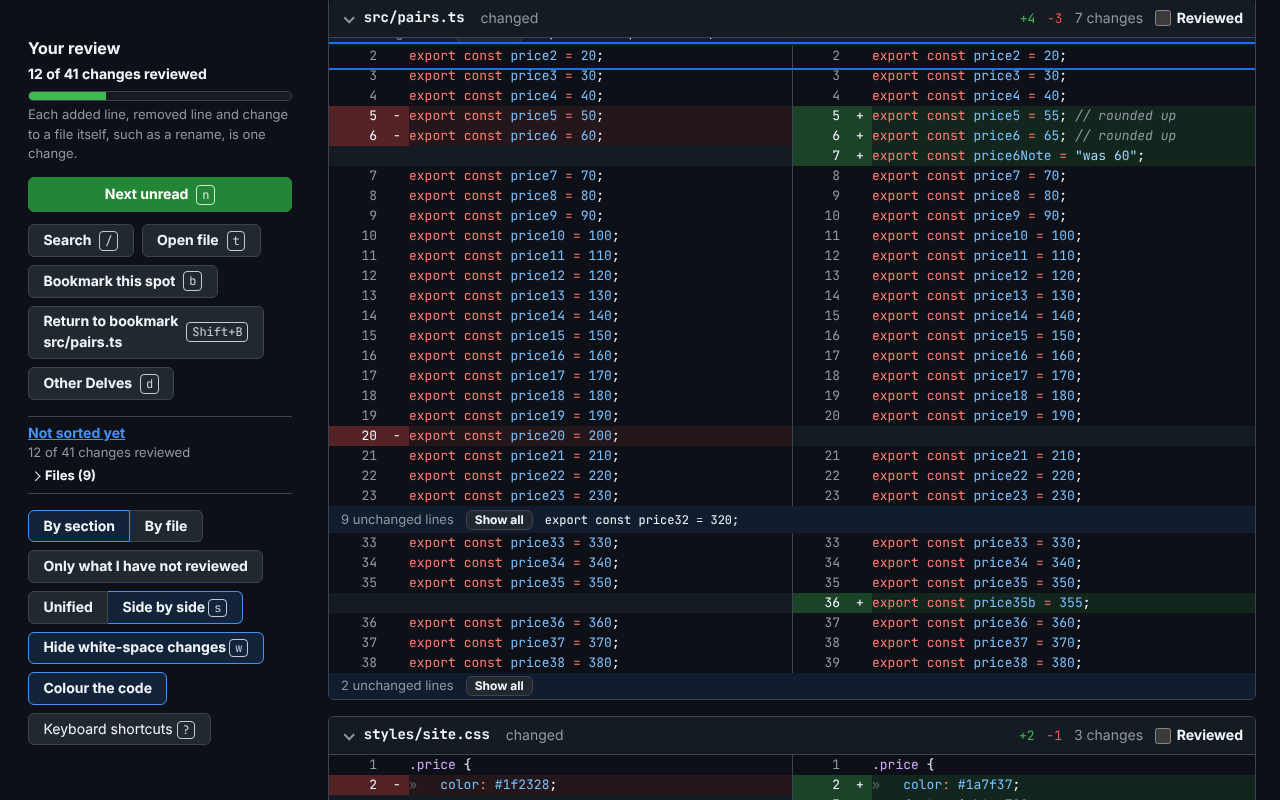 Your review
12 of 41 changes reviewed
Each added line, removed line and change
to a file itself, such as a rename, is one
change.
Next unread n
Search / Open file t
Bookmark this spot b
Return to bookmark
src/pairs.ts Shift+B
Other Delves d
Not sorted yet
12 of 41 changes reviewed
Files (9)
By section By file
Only what I have not reviewed
Unified Side by side s
Hide white-space changes w
Colour the code
Keyboard shortcuts ?
src/pairs.ts changed +4 -3 7 changes Reviewed
2 export const price2 = 20; 2 export const price2 = 20;
3 export const price3 = 30; 3 export const price3 = 30;
4 export const price4 = 40; 4 export const price4 = 40;
5 - export const price5 = 50; 5 + export const price5 = 55; // rounded up
6 - export const price6 = 60; 6 + export const price6 = 65; // rounded up
7 + export const price6Note = "was 60";
7 export const price7 = 70; 8 export const price7 = 70;
8 export const price8 = 80; 9 export const price8 = 80;
9 export const price9 = 90; 10 export const price9 = 90;
10 export const price10 = 100; 11 export const price10 = 100;
11 export const price11 = 110; 12 export const price11 = 110;
12 export const price12 = 120; 13 export const price12 = 120;
13 export const price13 = 130; 14 export const price13 = 130;
14 export const price14 = 140; 15 export const price14 = 140;
15 export const price15 = 150; 16 export const price15 = 150;
16 export const price16 = 160; 17 export const price16 = 160;
17 export const price17 = 170; 18 export const price17 = 170;
18 export const price18 = 180; 19 export const price18 = 180;
19 export const price19 = 190; 20 export const price19 = 190;
20 - export const price20 = 200;
21 export const price21 = 210; 21 export const price21 = 210;
22 export const price22 = 220; 22 export const price22 = 220;
23 export const price23 = 230; 23 export const price23 = 230;
9 unchanged lines Show all export const price32 = 320;
33 export const price33 = 330; 33 export const price33 = 330;
34 export const price34 = 340; 34 export const price34 = 340;
35 export const price35 = 350; 35 export const price35 = 350;
36 + export const price35b = 355;
36 export const price36 = 360; 37 export const price36 = 360;
37 export const price37 = 370; 38 export const price37 = 370;
38 export const price38 = 380; 39 export const price38 = 380;
2 unchanged lines Show all
styles/site.css changed +2 -1 3 changes Reviewed
1 .price { 1 .price {
2 - » color: #1f2328; 2 + » color: #1a7f37;